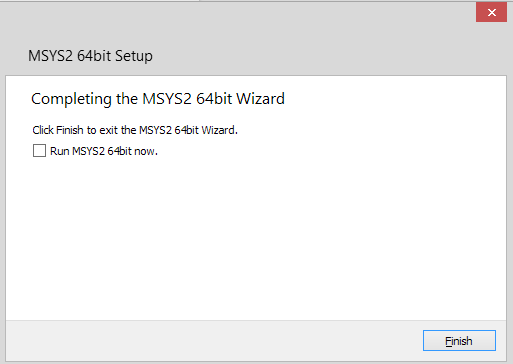 MSYS2 64bit Setup
Completing the MSYS2 64bit Wizard
Click Finish to exit the MSYS2 64bit Wizard.
Run MSYS2 64bit now.
Finish